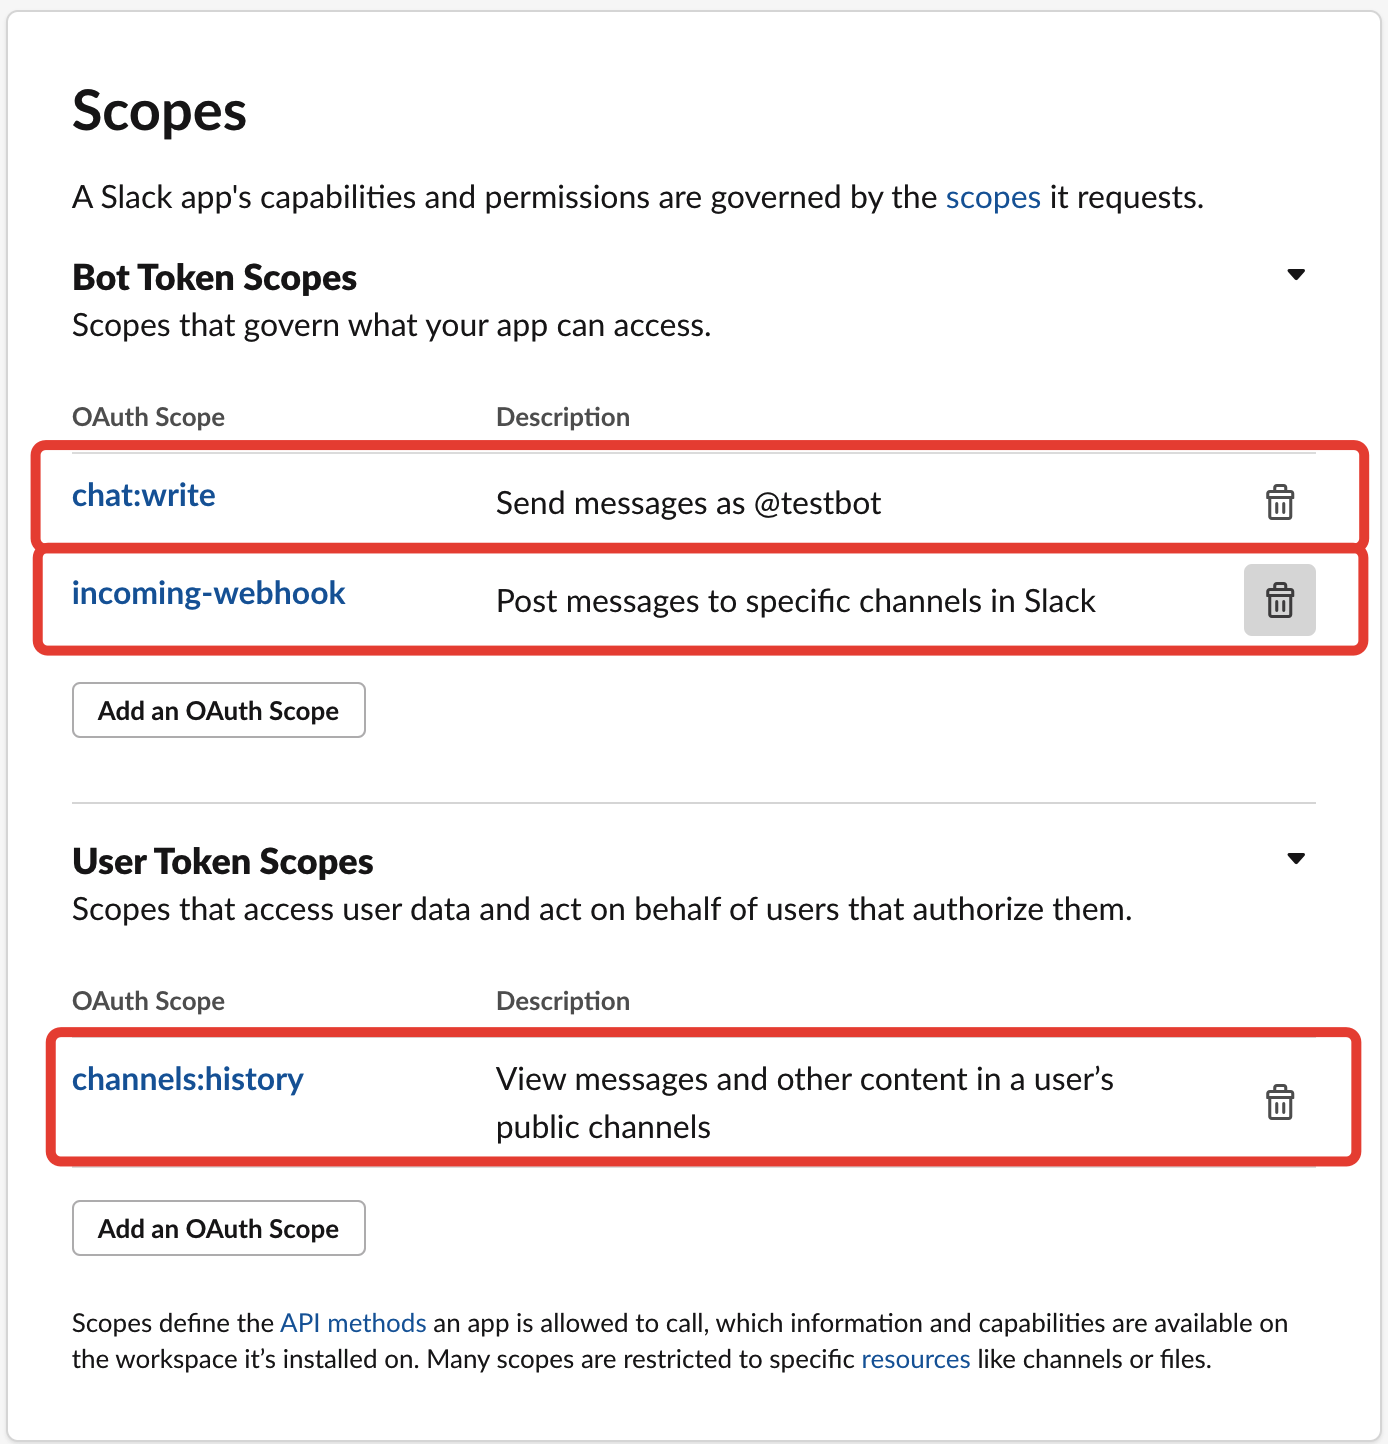 Scopes
A Slack app's capabilities and permissions are governed by the scopes it requests.
Bot Token Scopes
Scopes that govern what your app can access.
OAuth Scope Description
chat:write Send messages as @testbot
incoming-webhook Post messages to specific channels in Slack
Add an OAuth Scope
User Token Scopes
Scopes that access user data and act on behalf of users that authorize them.
OAuth Scope Description
channels:history View messages and other content in a user’s
public channels
Add an OAuth Scope
Scopes define the API methods an app is allowed to call, which information and capabilities are available on
the workspace it’s installed on. Many scopes are restricted to specific resources like channels or files.